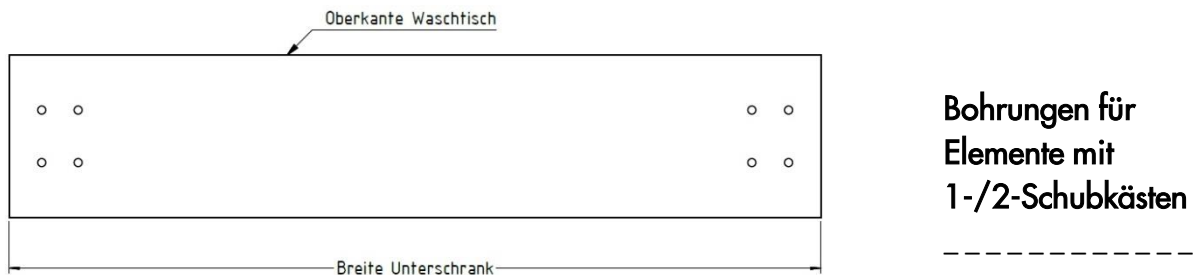 Oberkante Waschtisch
Breite Unterschrank
Bohrungen für
Elemente mit
1-/2-Schubkästen